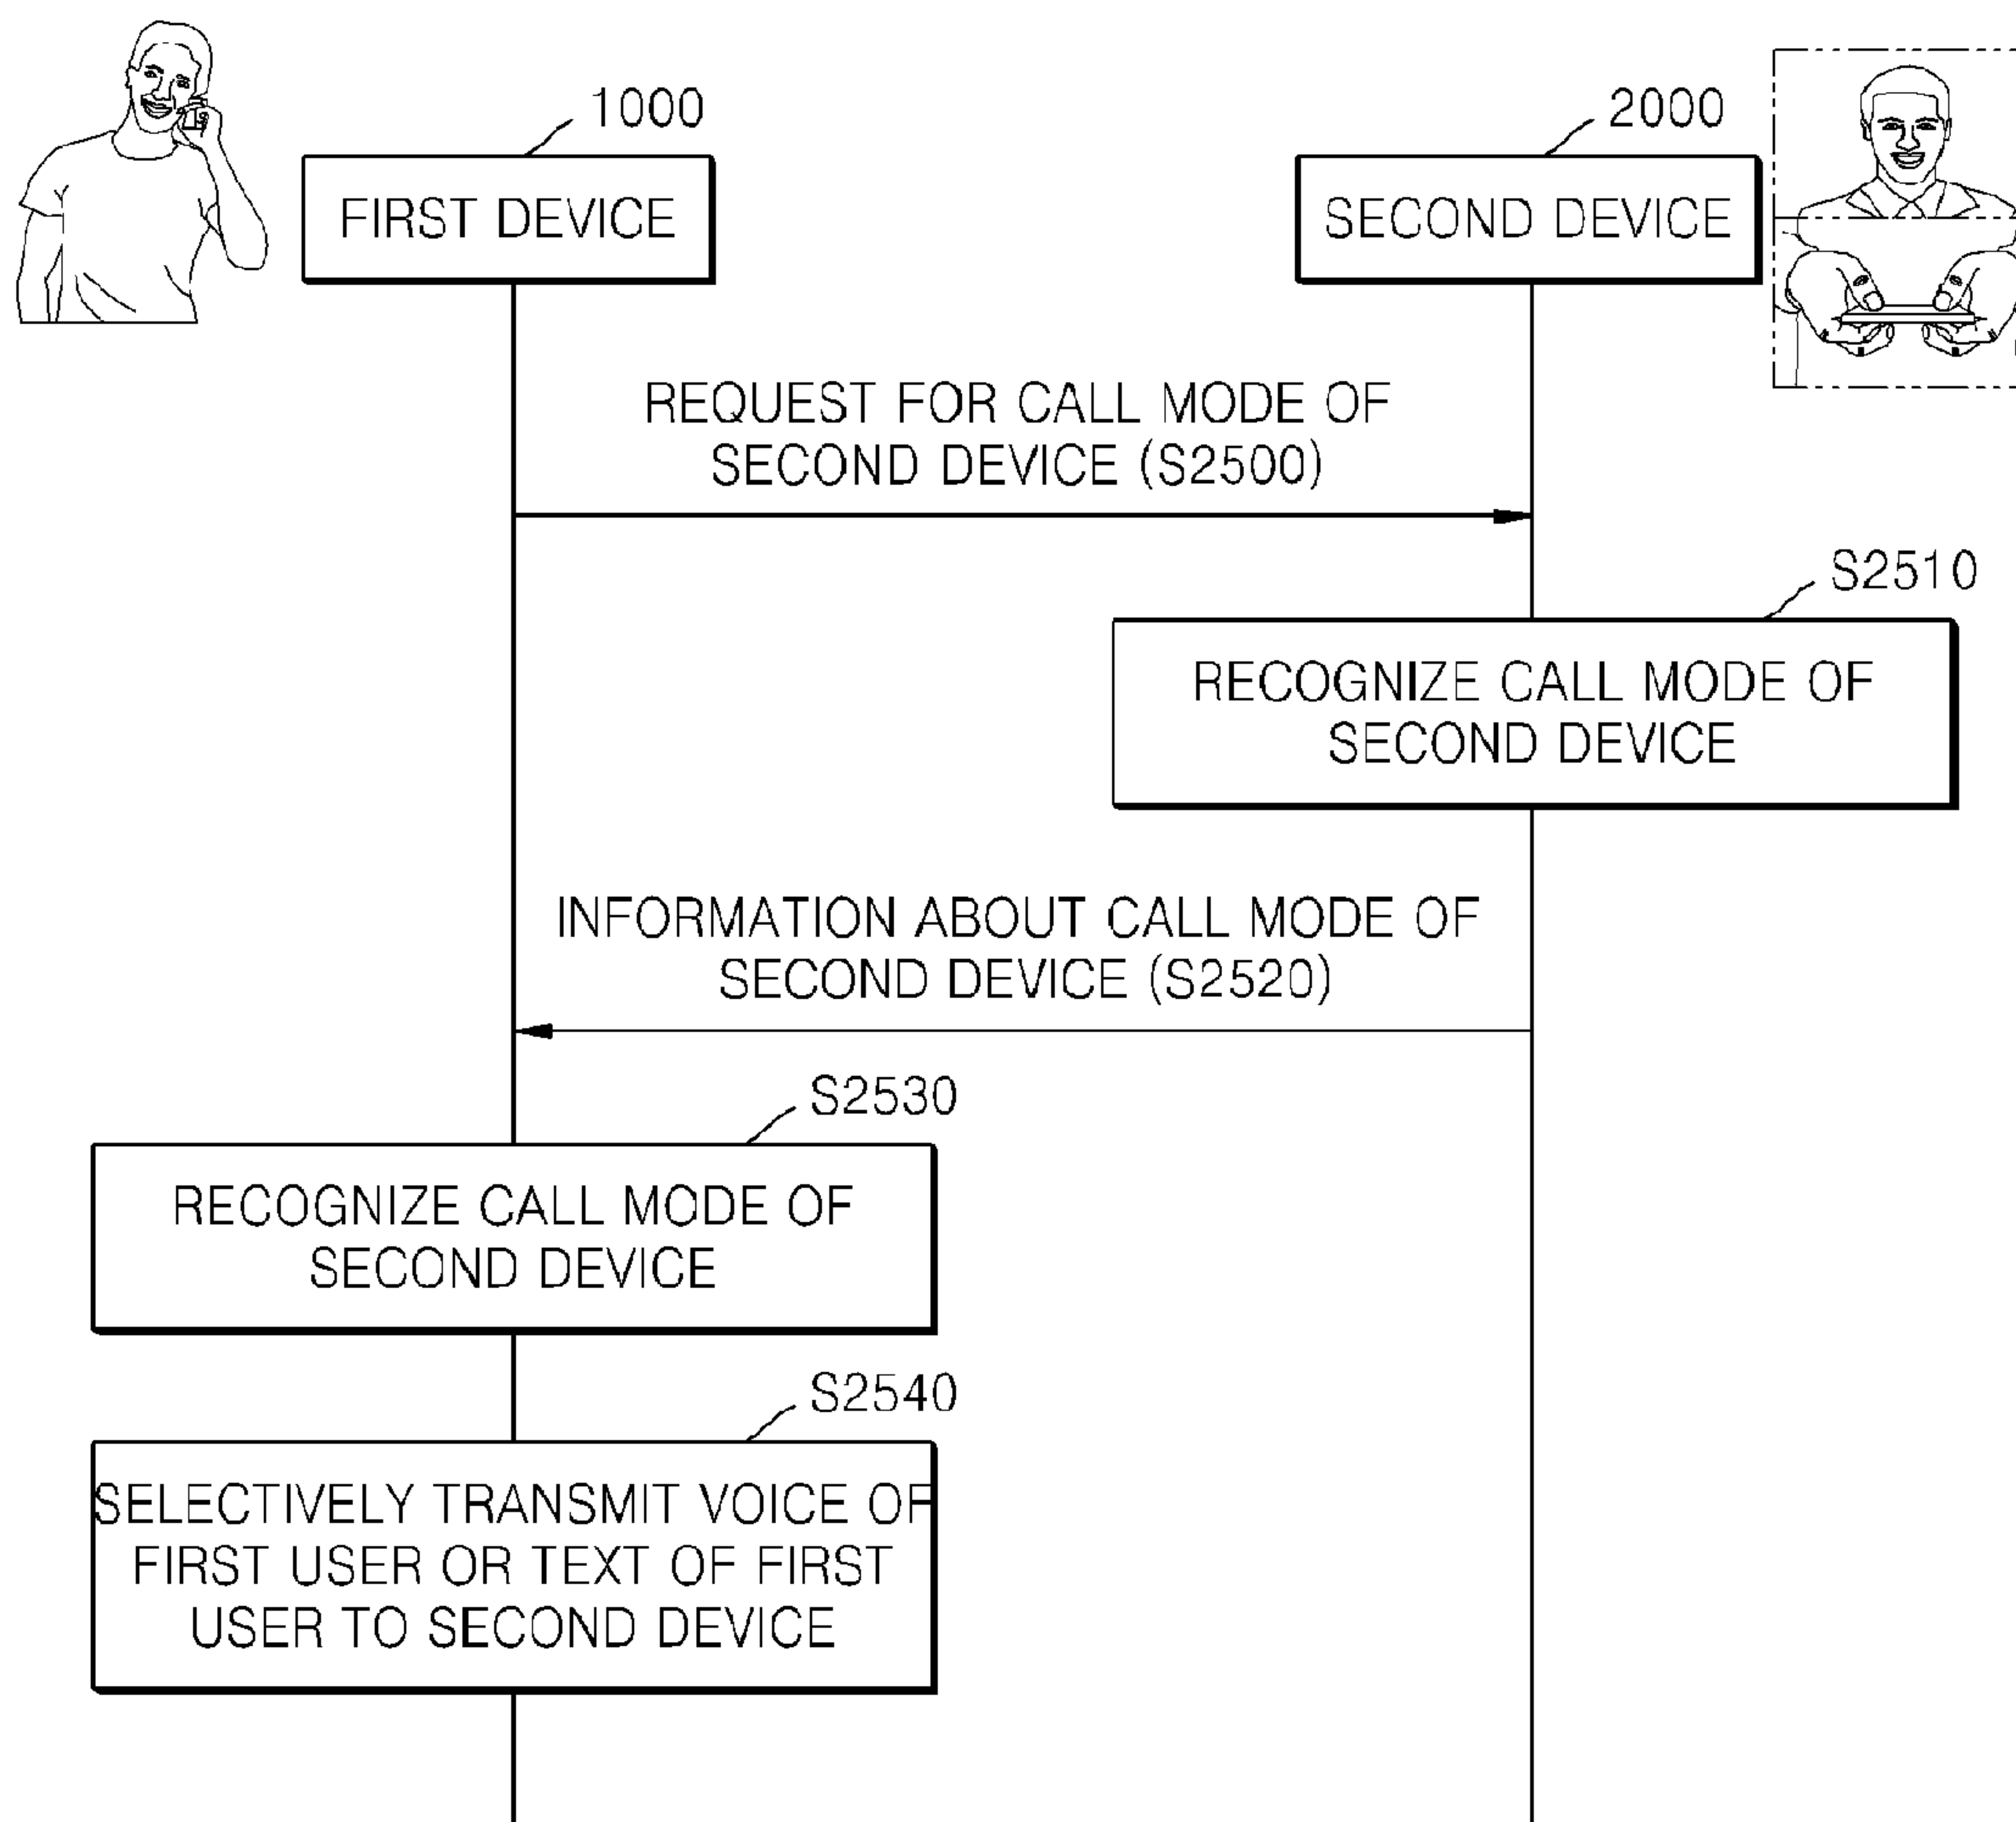 1000
FIRST DEVICE
2000
SECOND DEVICE
REQUEST FOR CALL MODE OF
SECOND DEVICE (S2500)
S2510
RECOGNIZE CALL MODE OF
SECOND DEVICE
INFORMATION ABOUT CALL MODE OF
SECOND DEVICE (S2520)
S2530
RECOGNIZE CALL MODE OF
SECOND DEVICE
S2540
SELECTIVELY TRANSMIT VOICE OF
FIRST USER OR TEXT OF FIRST
USER TO SECOND DEVICE